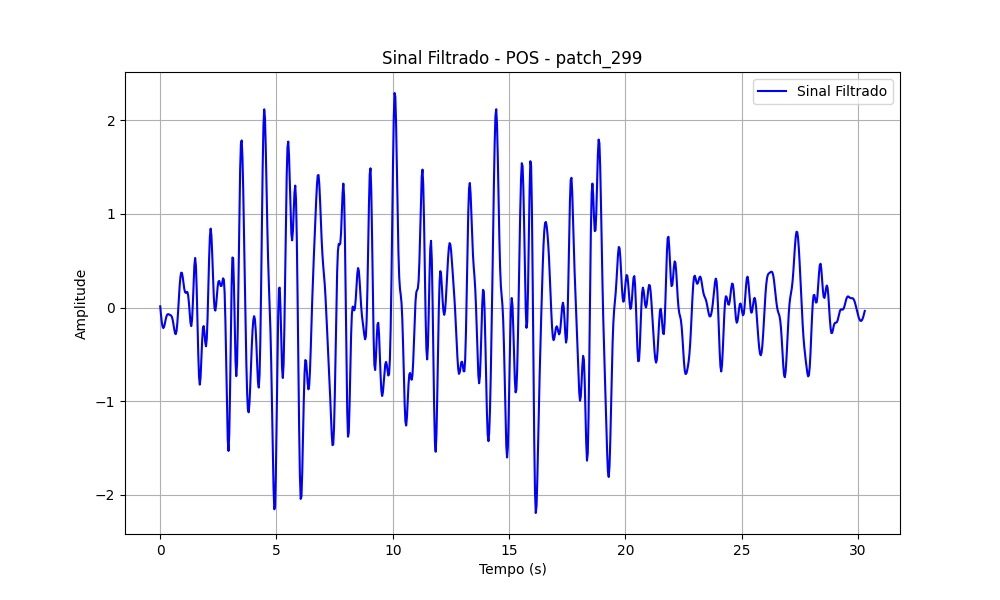 Sinal Filtrado - POS - patch_299
Sinal Filtrado
Amplitude
2
1
0
−1
−2
0 5 10 15 20 25 30
Tempo (s)